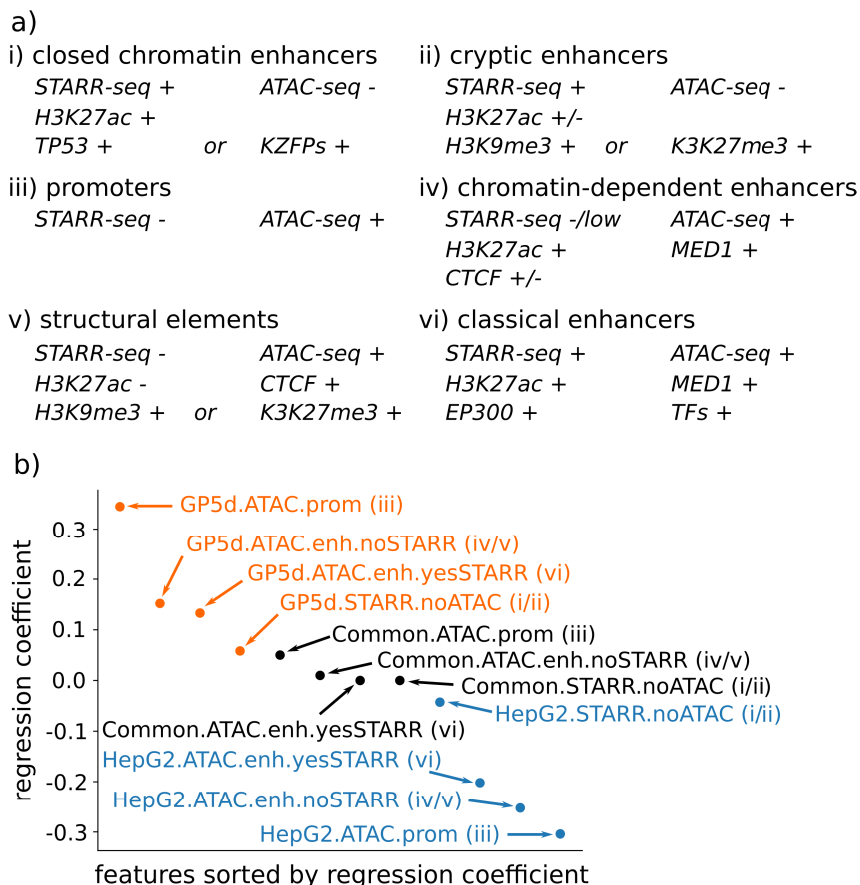 a)
i) closed chromatin enhancers
STARR-seq + ATAC-seq -
H3K27ac +
TP53 + or KZFPs +
ii) cryptic enhancers
STARR-seq + ATAC-seq -
H3K27ac +/-
H3K9me3 + or K3K27me3 +
iii) promoters
STARR-seq - ATAC-seq +
iv) chromatin-dependent enhancers
STARR-seq -/low ATAC-seq +
H3K27ac + MED1 +
CTCF +/-
v) structural elements
STARR-seq - ATAC-seq +
H3K27ac - CTCF +
H3K9me3 + or K3K27me3 +
vi) classical enhancers
STARR-seq + ATAC-seq +
H3K27ac + MED1 +
EP300 + TFs +
b)
regression coefficient
0.3
0.2
0.1
0.0
-0.1
-0.2
-0.3
GP5d.ATAC.prom (iii)
GP5d.ATAC.enh.noSTARR (iv/v)
GP5d.ATAC.enh.yesSTARR (vi)
GP5d.STARR.noATAC (i/ii)
Common.ATAC.prom (iii)
Common.ATAC.enh.noSTARR (iv/v)
Common.STARR.noATAC (i/ii)
HepG2.STARR.noATAC (i/ii)
Common.ATAC.enh.yesSTARR (vi)
HepG2.ATAC.enh.yesSTARR (vi)
HepG2.ATAC.enh.noSTARR (iv/v)
HepG2.ATAC.prom (iii)
features sorted by regression coefficient